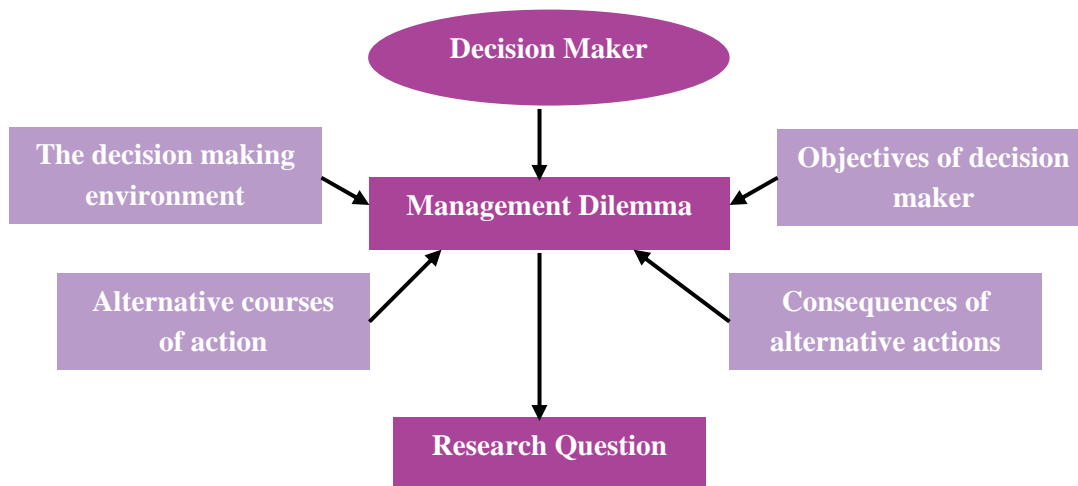 Decision Maker
The decision making
environment
Objectives of decision
maker
Management Dilemma
Alternative courses
of action
Consequences of
alternative actions
Research Question